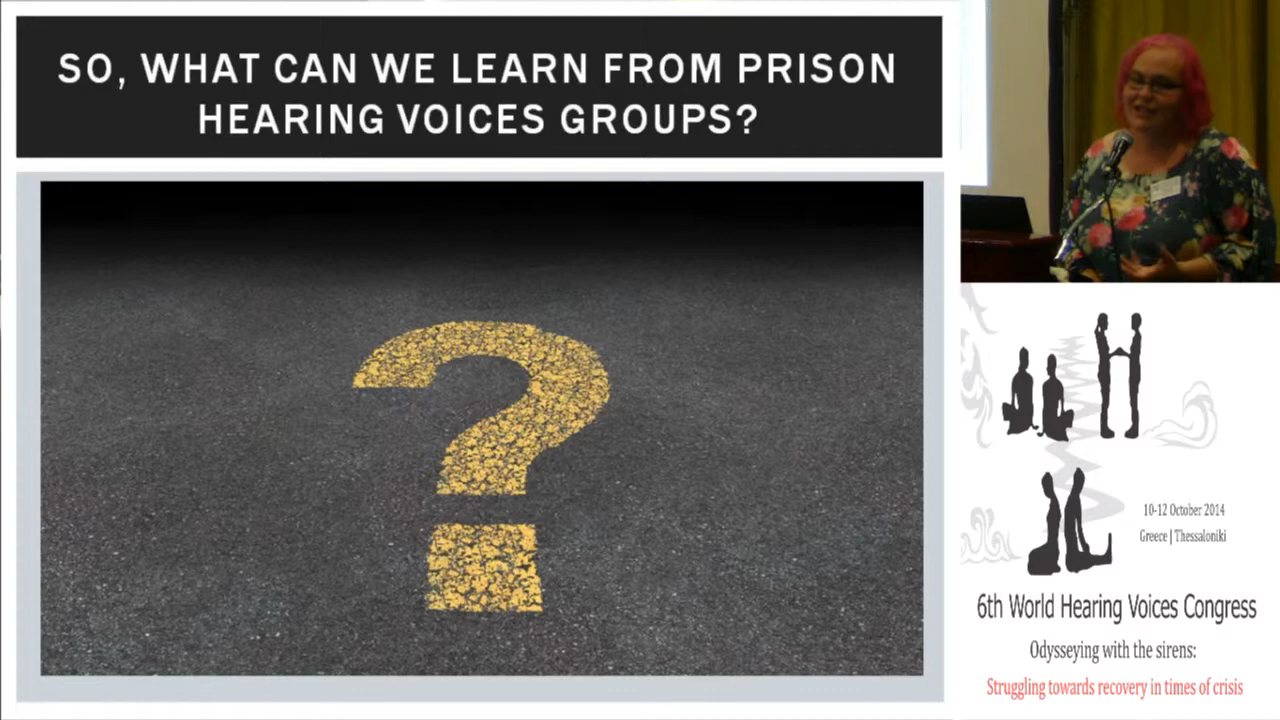 SO, WHAT CAN WE LEARN FROM PRISON
HEARING VOICES GROUPS?
10-12 October 2014
Greece | Thessaloniki
6th World Hearing Voices Congress
Odysseying with the sirens:
Struggling towards recovery in times of crisis